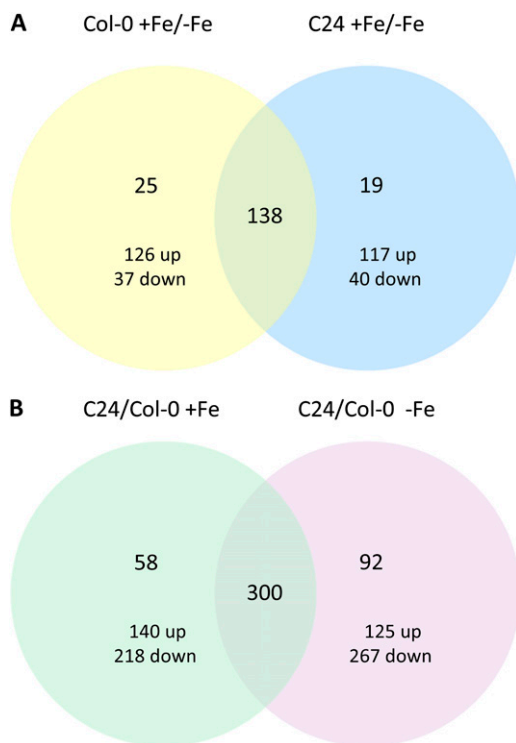 A
Col-0 +Fe/-Fe
C24 +Fe/-Fe
25
19
138
126 up
37 down
117 up
40 down
B
C24/Col-0 +Fe
C24/Col-0 -Fe
58
92
300
140 up
218 down
125 up
267 down